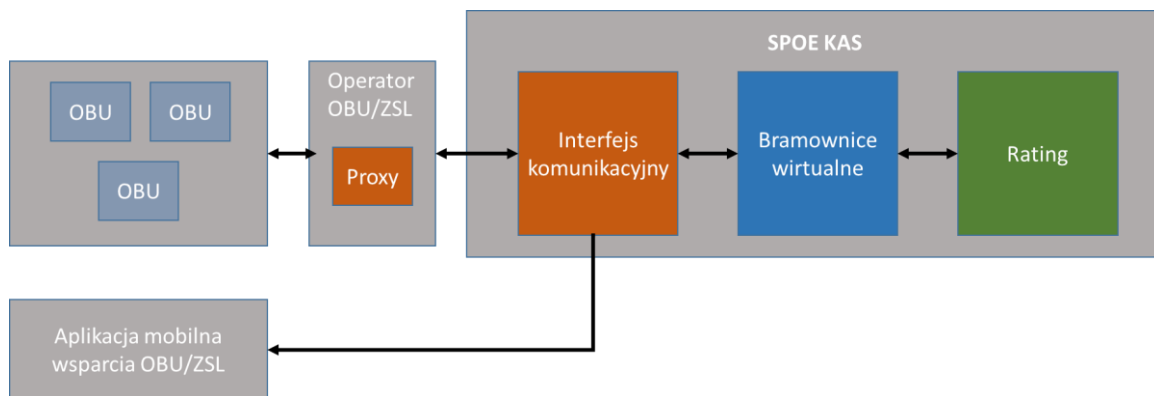 SPOE KAS
OBU
OBU
OBU
Operator
OBU/ZSL
Proxy
Interfejs
komunikacyjny
Bramownice
wirtualne
Rating
Aplikacja mobilna
wsparcia OBU/ZSL